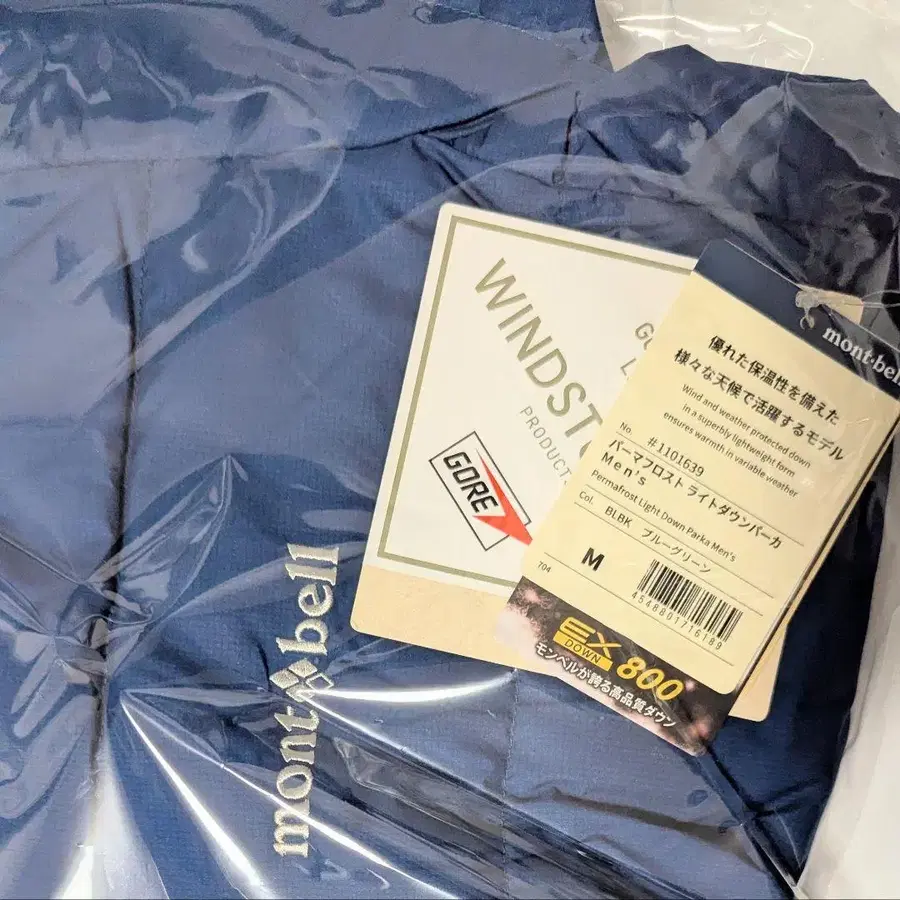 mont·bell
WINDSTO
PRODUCT
GORE
mont·bell
優れた保温性を備えた
様々な天候で活躍するモデル
Wind and weather protected down
in a superbly lightweight form
ensures warmth in variable weather
No. #1101639
パーマフロスト ライトダウンパーカ
Men's
Permafrost Light Down Parka Men's
Col. BLBK ブルーグリーン
704 M
4548801716189
EX
DOWN 800
モンベルが誇る高品質ダウン